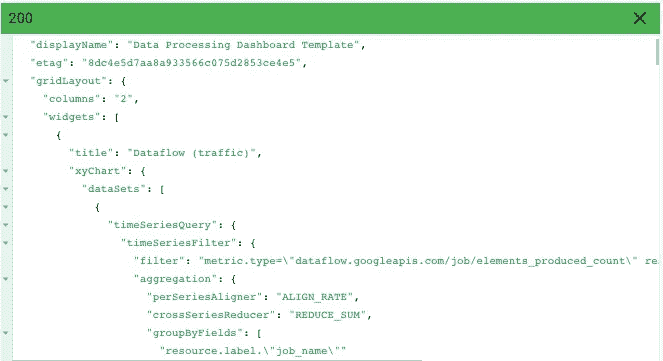 200
"displayName": "Data Processing Dashboard Template",
"etag": "8dc4e5d7aa8a933566c075d2853ce4e5",
"gridLayout": {
"columns": "2",
"widgets": [
{
"title": "Dataflow (traffic)",
"xyChart": {
"dataSets": [
{
"timeSeriesQuery": {
"timeSeriesFilter": {
"filter": "metric.type=\"dataflow.googleapis.com/job/elements_produced_count\" re
"aggregation": {
"perSeriesAligner": "ALIGN_RATE",
"crossSeriesReducer": "REDUCE_SUM",
"groupByFields": [
"resource.label.\"job_name\""